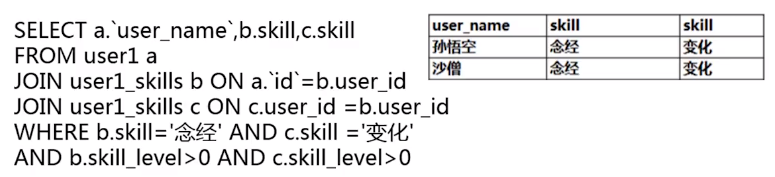 SELECT a.`user_name`,b.skill,c.skill
FROM user1 a
JOIN user1_skills b ON a.`id`=b.user_id
JOIN user1_skills c ON c.user_id =b.user_id
WHERE b.skill='念经' AND c.skill ='变化'
AND b.skill_level>0 AND c.skill_level>0
user_name skill skill
孙悟空 念经 变化
沙僧 念经 变化